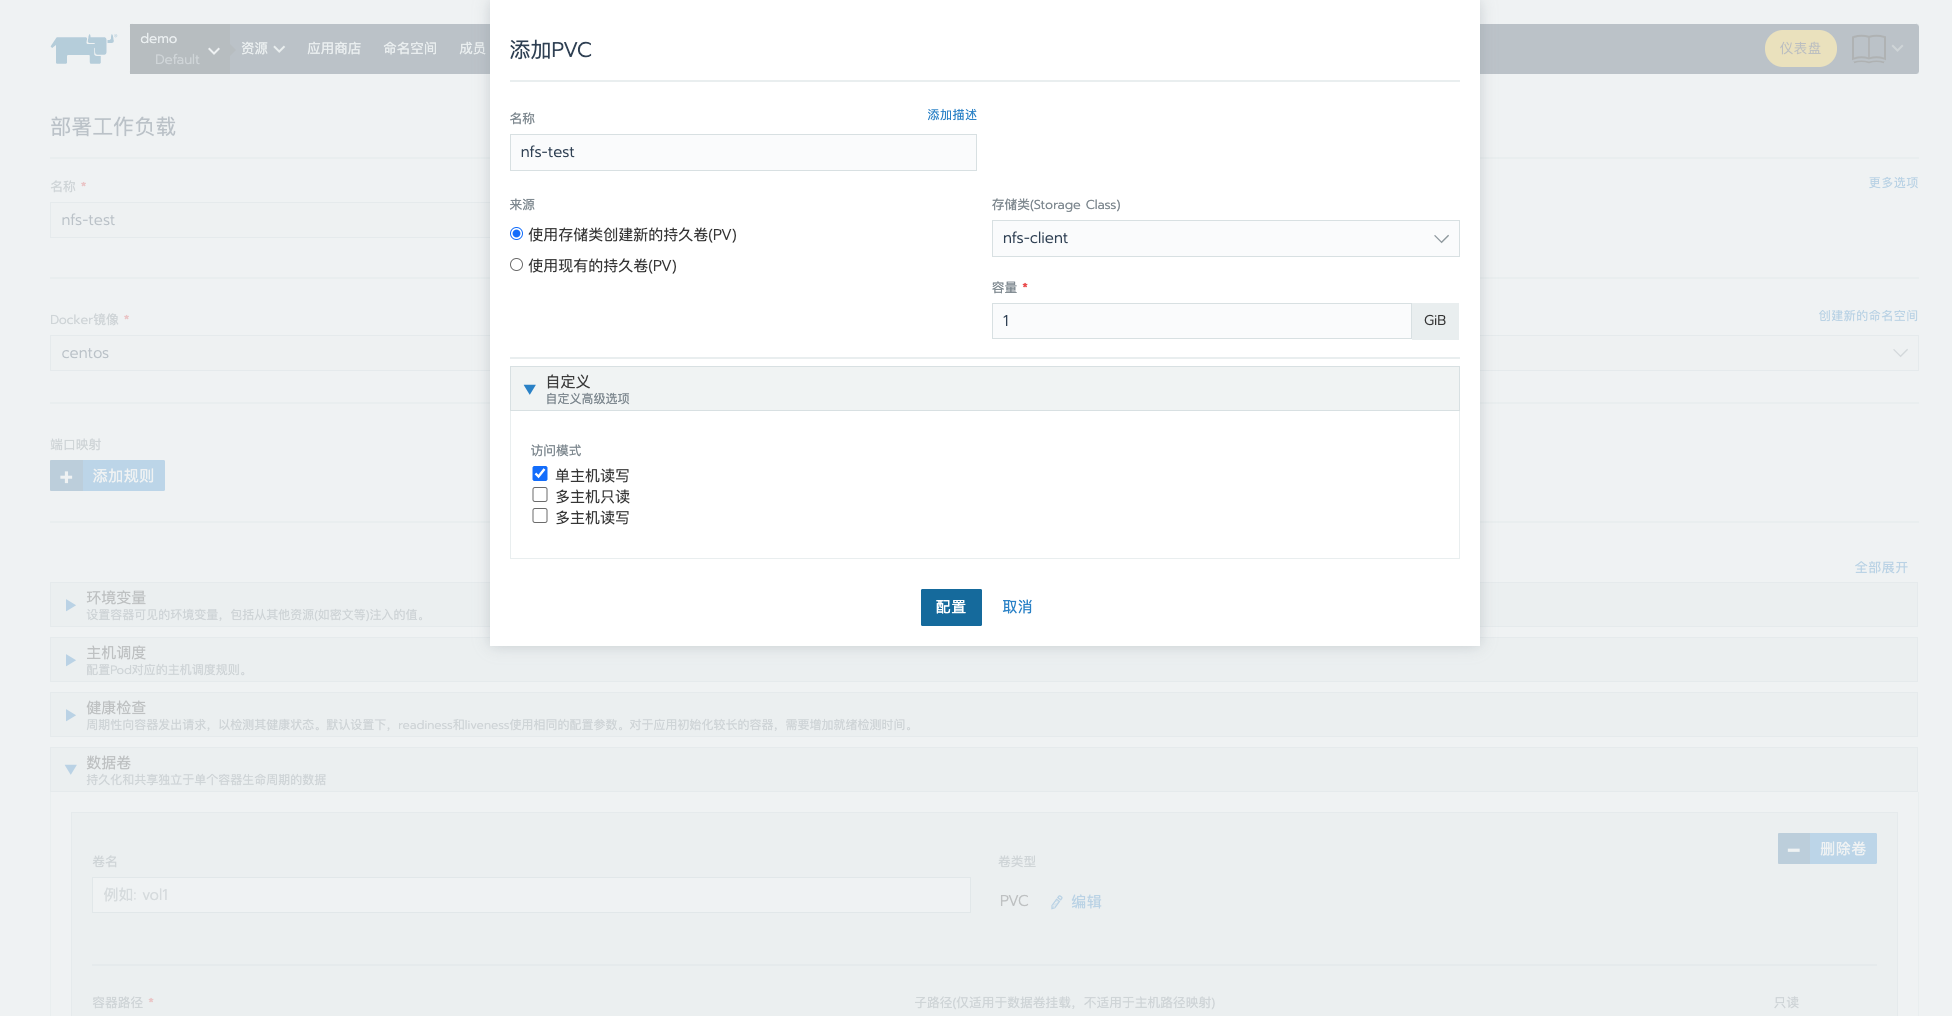 demo
Default
资源
应用商店
命名空间
成员
仪表盘
添加PVC
名称
添加描述
nfs-test
来源
使用存储类创建新的持久卷(PV)
使用现有的持久卷(PV)
存储类(Storage Class)
nfs-client
容量 *
1
GiB
自定义
自定义高级选项
访问模式
单主机读写
多主机只读
多主机读写
配置
取消
部署工作负载
名称 *
更多选项
nfs-test
Docker镜像 *
创建新的命名空间
centos
端口映射
添加规则
全部展开
环境变量
设置容器可见的环境变量，包括从其他资源(如密文等)注入的值。
主机调度
配置Pod对应的主机调度规则。
健康检查
周期性向容器发出请求，以检测其健康状态。默认设置下，readiness和liveness使用相同的配置参数。对于应用初始化较长的容器，需要增加就绪检测时间。
数据卷
持久化和共享独立于单个容器生命周期的数据
删除卷
卷名
卷类型
例如: vol1
PVC
编辑
容器路径 *
子路径(仅适用于数据卷挂载，不适用于主机路径映射)
只读